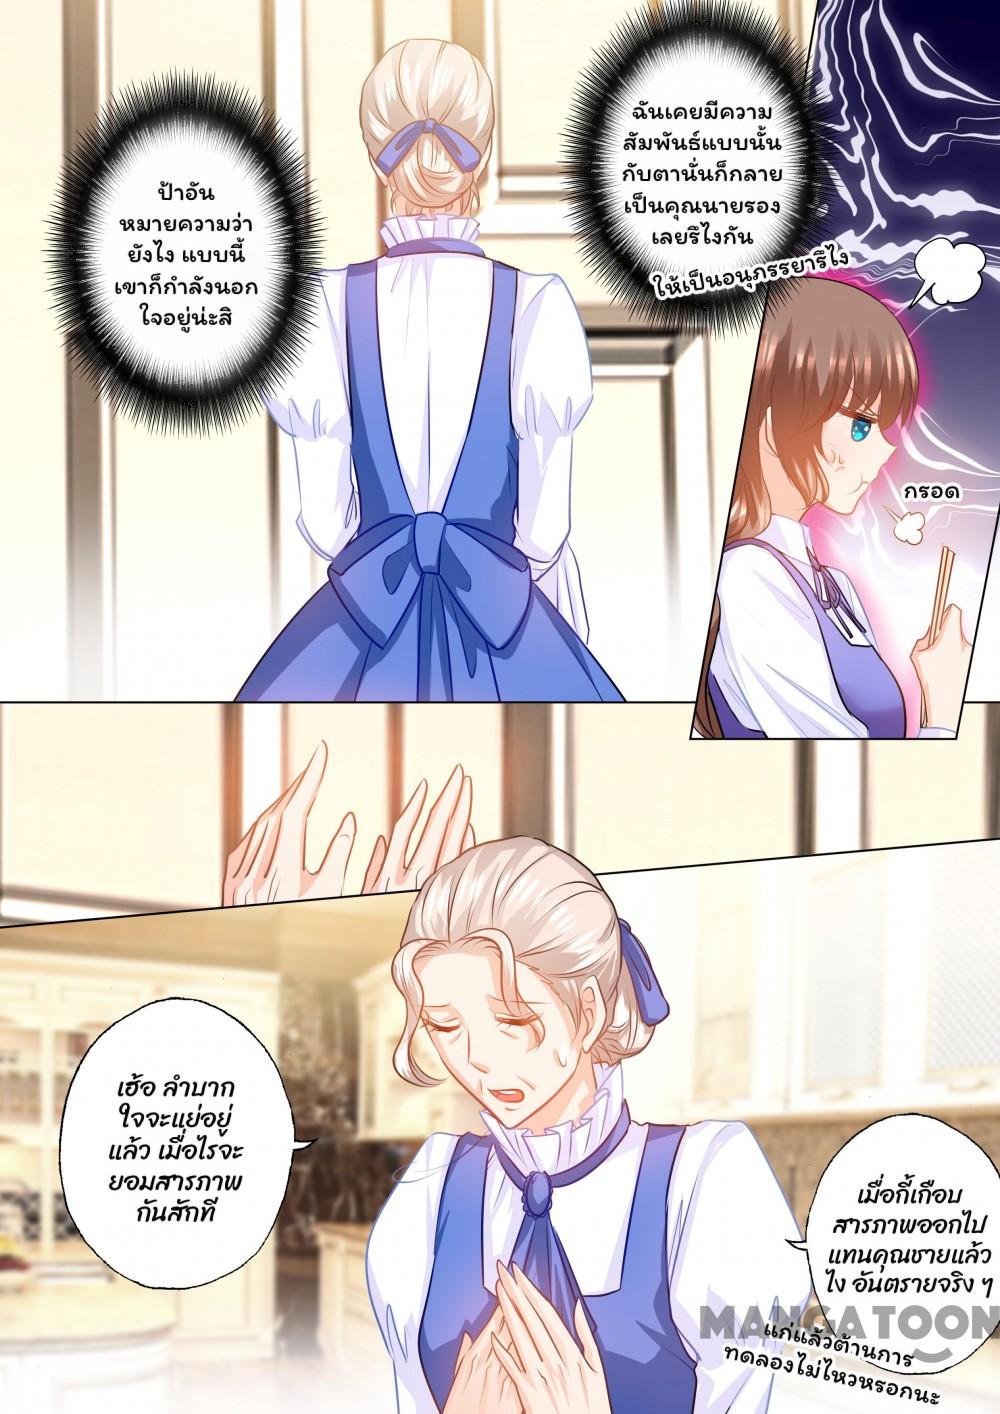 ป้าอัน
หมายความว่า
ยังไง แบบนี้
เขาก็กำลังนอก
ใจอยู่น่ะสิ
ฉันเคยมีความ
สัมพันธ์แบบนั้น
กับตานั่นก็กลาย
เป็นคุณนายรอง
เลยรึไงกัน
ให้เป็นอนุภรรยารึไง
กรอด
เฮ้อ ลำบาก
ใจจะแย่อยู่
แล้ว เมื่อไรจะ
ยอมสารภาพ
กันสักที
เมื่อกี้เกือบ
สารภาพออกไป
แทนคุณชายแล้ว
ไง อันตรายจริง ๆ
MANGATOON
แก่แล้วต้านการ
ทดลองไม่ไหวหรอกนะ